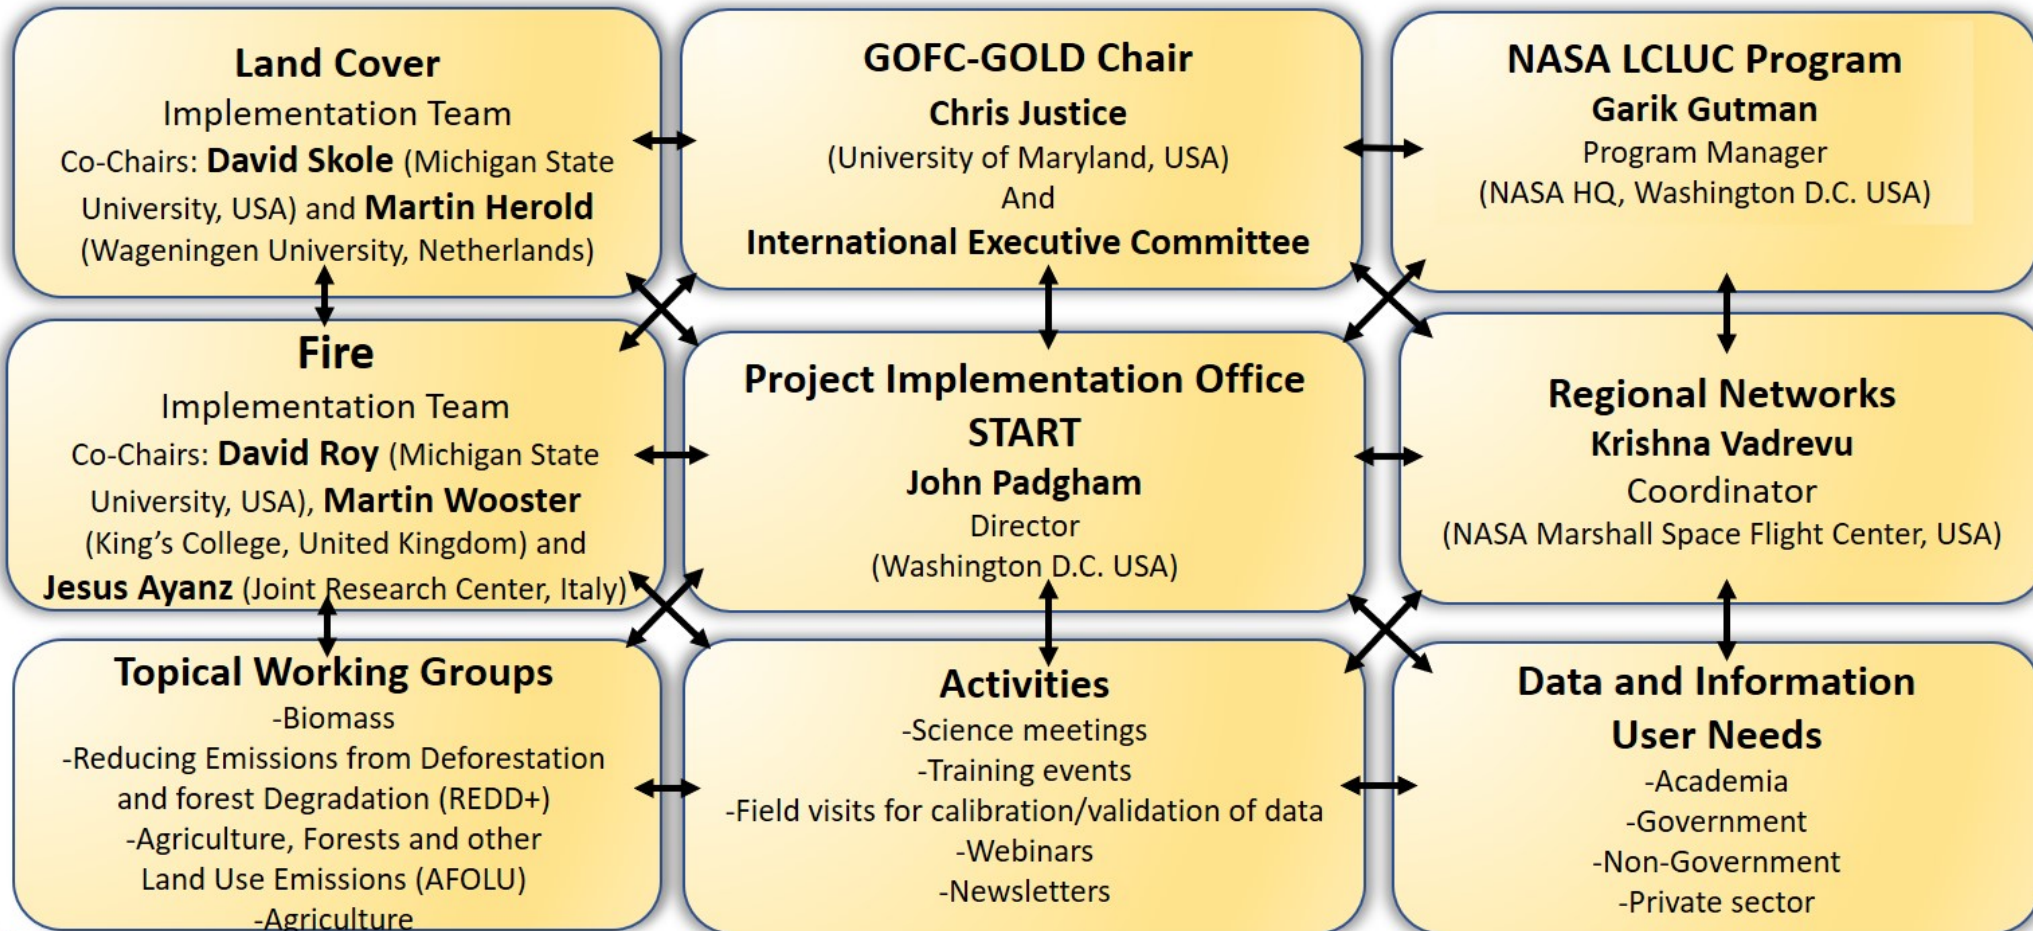 Land Cover
Implementation Team
Co-Chairs: David Skole (Michigan State
University, USA) and Martin Herold
(Wageningen University, Netherlands)
GOFC-GOLD Chair
Chris Justice
(University of Maryland, USA)
And
International Executive Committee
NASA LCLUC Program
Garik Gutman
Program Manager
(NASA HQ, Washington D.C. USA)
Fire
Implementation Team
Co-Chairs: David Roy (Michigan State
University, USA), Martin Wooster
(King’s College, United Kingdom) and
Jesus Ayanz (Joint Research Center, Italy)
Project Implementation Office
START
John Padgham
Director
(Washington D.C. USA)
Regional Networks
Krishna Vadrevu
Coordinator
(NASA Marshall Space Flight Center, USA)
Topical Working Groups
-Biomass
-Reducing Emissions from Deforestation
and forest Degradation (REDD+)
-Agriculture, Forests and other
Land Use Emissions (AFOLU)
-Agriculture
Activities
-Science meetings
-Training events
-Field visits for calibration/validation of data
-Webinars
-Newsletters
Data and Information
User Needs
-Academia
-Government
-Non-Government
-Private sector